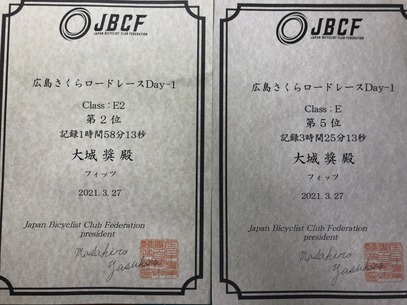 JBCF
JAPAN BICYCLIST CLUB FEDERATION
広島さくらロードレースDay-1
Class:E2
第2位
記録1時間58分13秒
大城 奨 殿
フィッツ
2021. 3. 27
Japan Bicyclist Club Federation
president
Masahiro
Yasuhara
JBCF
JAPAN BICYCLIST CLUB FEDERATION
広島さくらロードレースDay-1
Class:E
第5位
記録3時間25分13秒
大城 奨 殿
フィッツ
2021. 3. 27
Japan Bicyclist Club Federation
president
Masahiro
Yasuhara